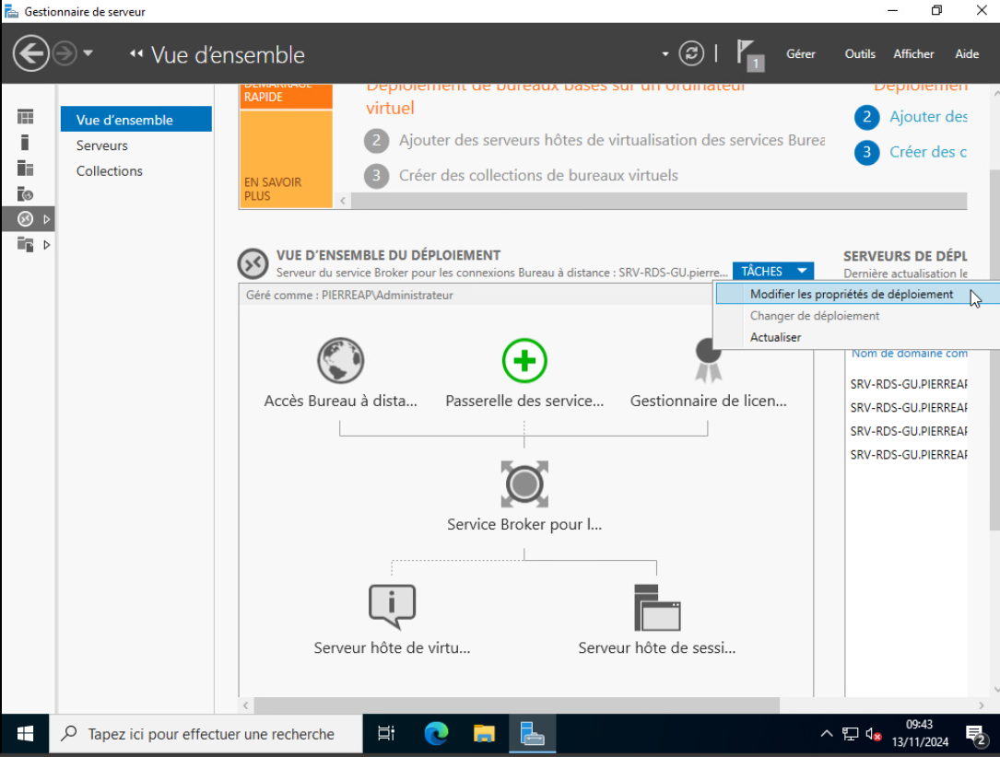 Gestionnaire de serveur
Vue d'ensemble
1
Gérer
Outils
Afficher
Aide
Vue d'ensemble
Serveurs
Collections
DÉMARRAGE
RAPIDE
EN SAVOIR
PLUS
Déploiement de bureaux basés sur un ordinateur
virtuel
2 Ajouter des serveurs hôtes de virtualisation des services Burea
3 Créer des collections de bureaux virtuels
Déploiemen
2 Ajouter des
3 Créer des c
VUE D'ENSEMBLE DU DÉPLOIEMENT
Serveur du service Broker pour les connexions Bureau à distance : SRV-RDS-GU.pierre...
TÂCHES
Géré comme : PIERREAP\Administrateur
Modifier les propriétés de déploiement
Changer de déploiement
Actualiser
Accès Bureau à dista...
Passerelle des service...
Gestionnaire de licen...
Service Broker pour l...
Serveur hôte de virtu...
Serveur hôte de sessi...
SERVEURS DE DÉPL
Dernière actualisation le
Nom de domaine com
SRV-RDS-GU.PIERREAP
SRV-RDS-GU.PIERREAP
SRV-RDS-GU.PIERREAP
SRV-RDS-GU.PIERREAP
Tapez ici pour effectuer une recherche
09:43
13/11/2024
2